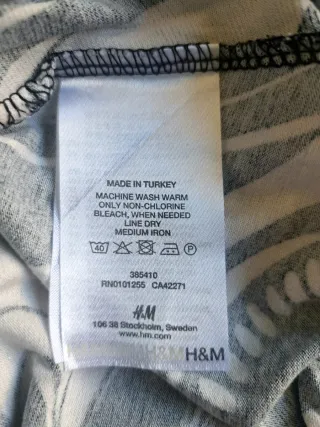 MADE IN TURKEY
MACHINE WASH WARM
ONLY NON-CHLORINE
BLEACH, WHEN NEEDED
LINE DRY
MEDIUM IRON
40 P
385410
RN0101255 CA42271
H&M
106 38 Stockholm, Sweden
www.hm.com
H&M H&M